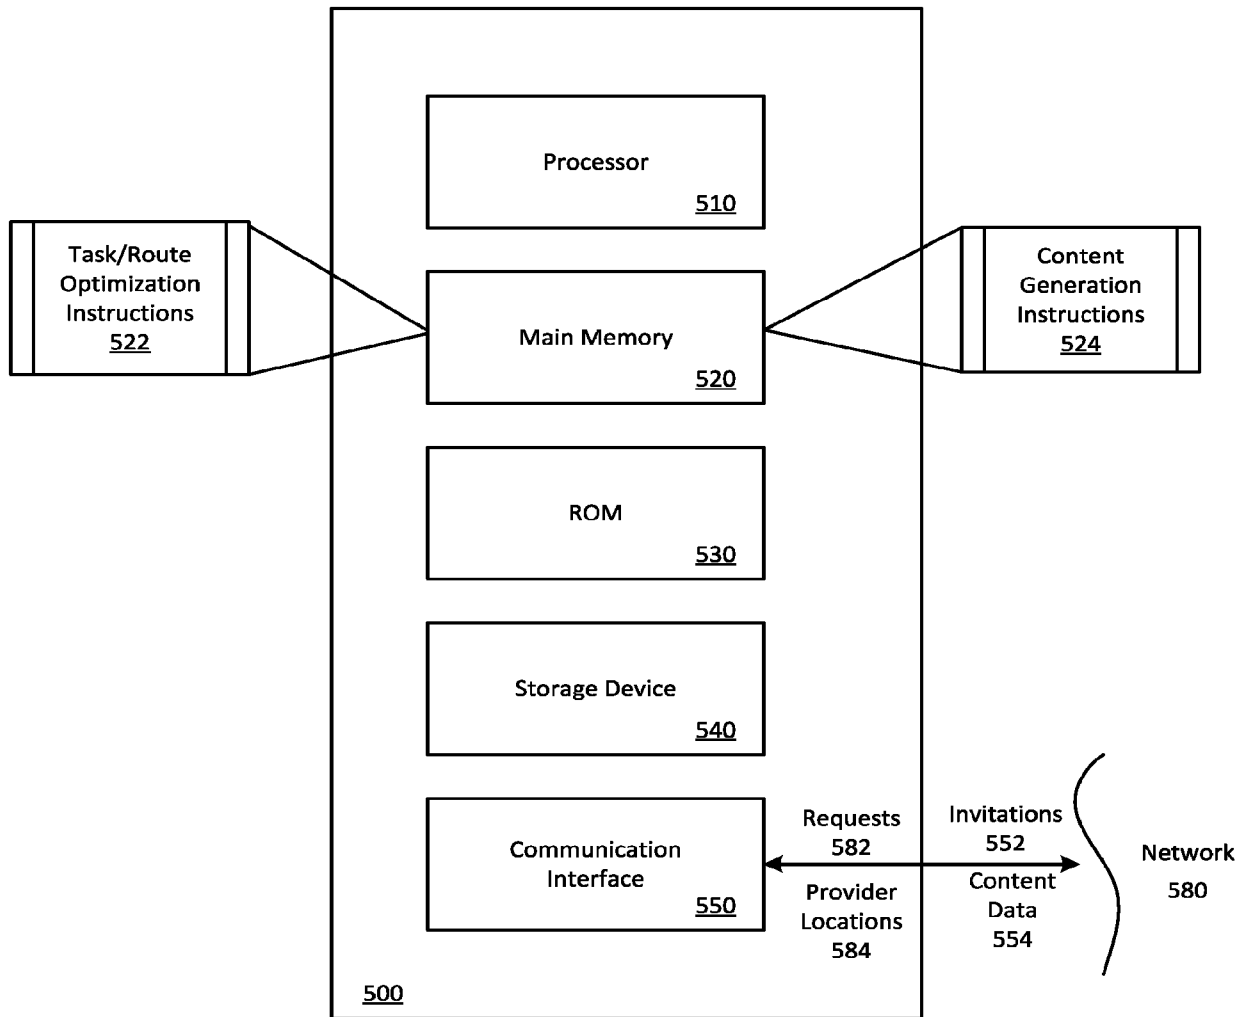 Processor
510
Task/Route
Optimization
Instructions
522
Main Memory
520
Content
Generation
Instructions
524
ROM
530
Storage Device
540
Communication
Interface
550
Requests
582
Provider
Locations
584
Invitations
552
Content
Data
554
Network
580
500